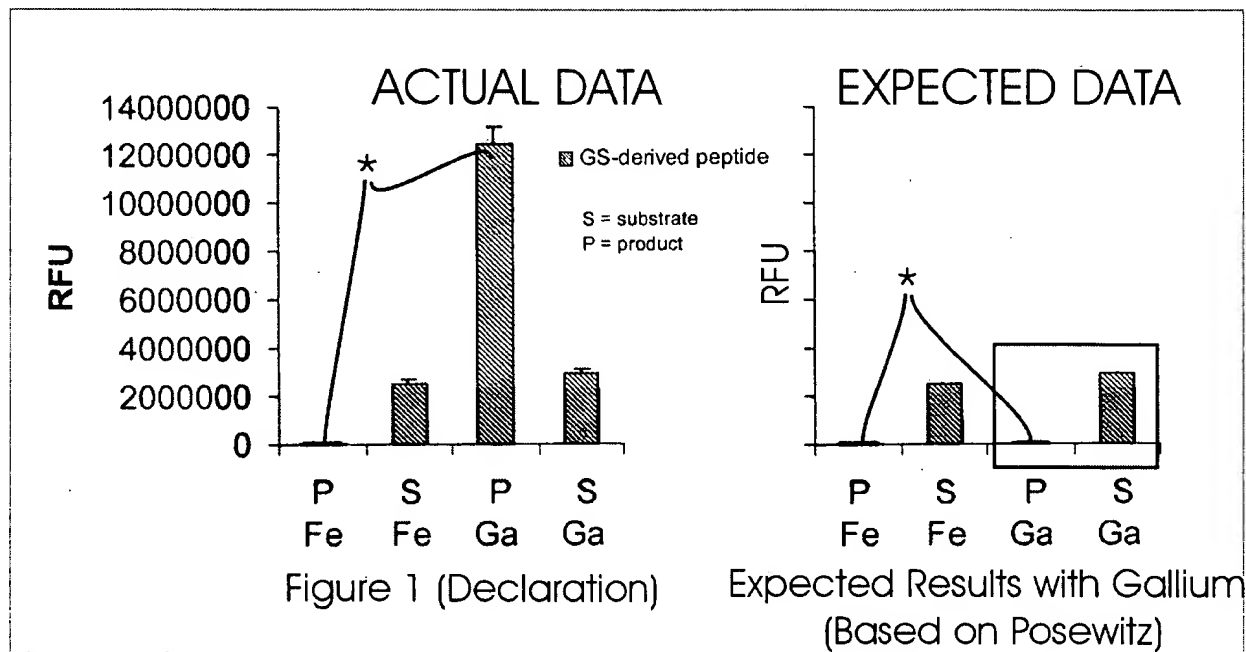 ACTUAL DATA
14000000
12000000
10000000
8000000
6000000
4000000
2000000
0
RFU
*
GS-derived peptide
S = substrate
P = product
P S P S
Fe Fe Ga Ga
Figure 1 (Declaration)
EXPECTED DATA
RFU
*
P S P S
Fe Fe Ga Ga
Expected Results with Gallium
(Based on Posewitz)